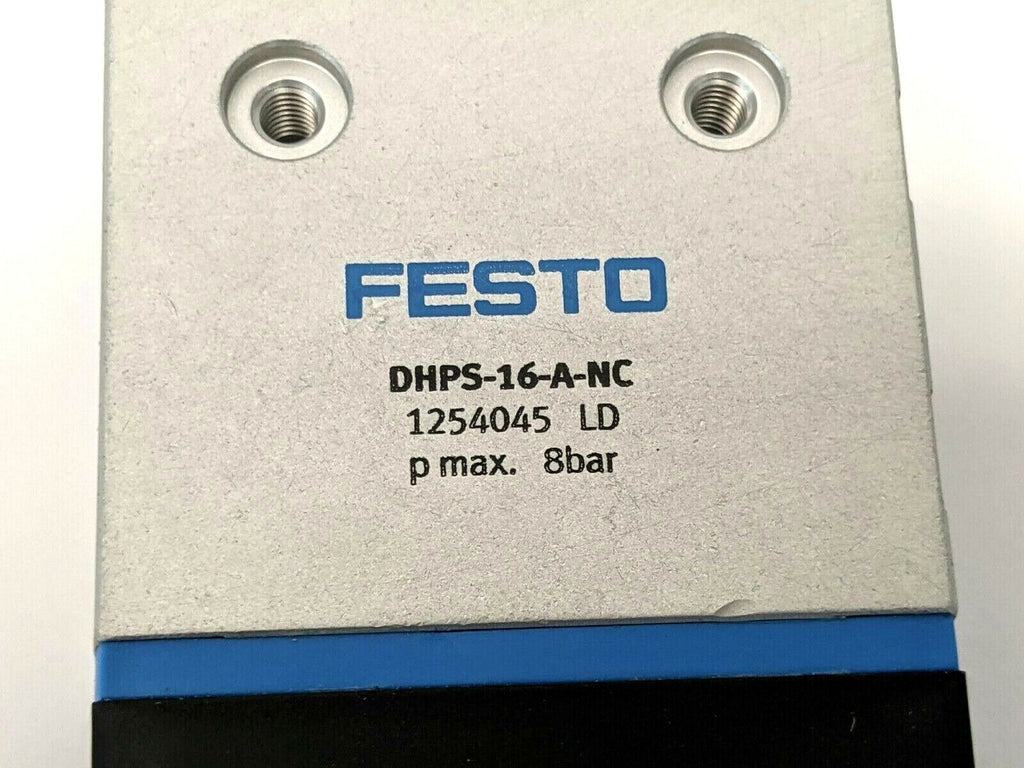 FESTO
DHPS-16-A-NC
1254045 LD
p max. 8bar